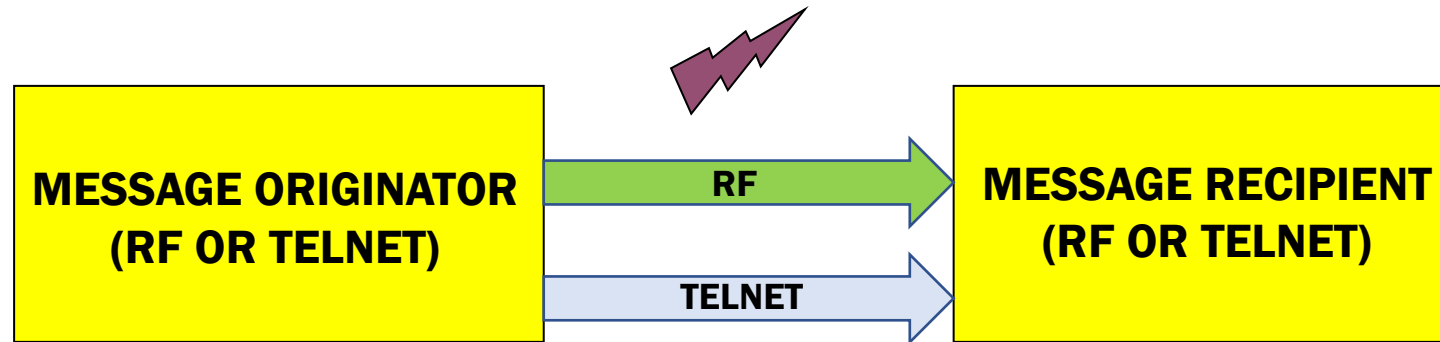 MESSAGE ORIGINATOR
(RF OR TELNET)
RF
TELNET
MESSAGE RECIPIENT
(RF OR TELNET)